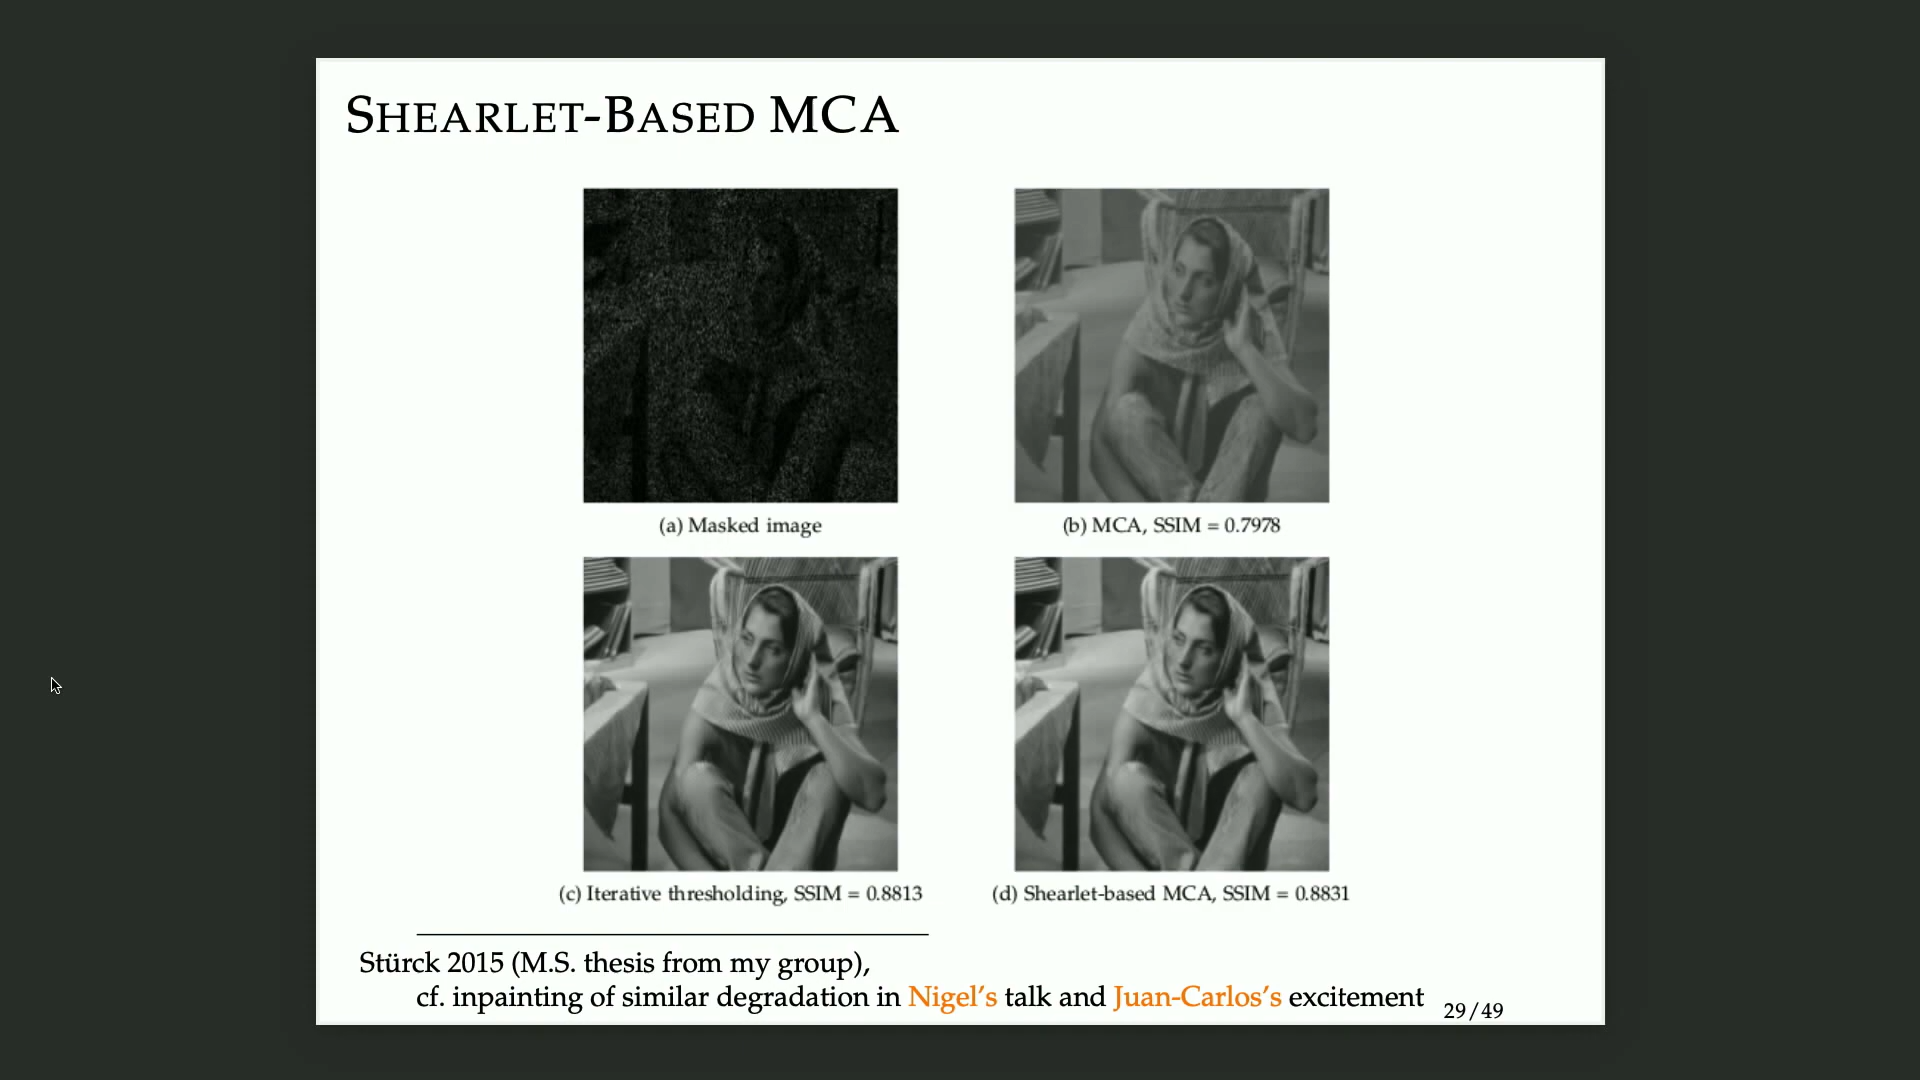 SHEARLET-BASED MCA
(a) Masked image
(b) MCA, SSIM = 0.7978
(c) Iterative thresholding, SSIM = 0.8813
(d) Shearlet-based MCA, SSIM = 0.8831
Stürck 2015 (M.S. thesis from my group),
cf. inpainting of similar degradation in Nigel's talk and Juan-Carlos's excitement
29/49